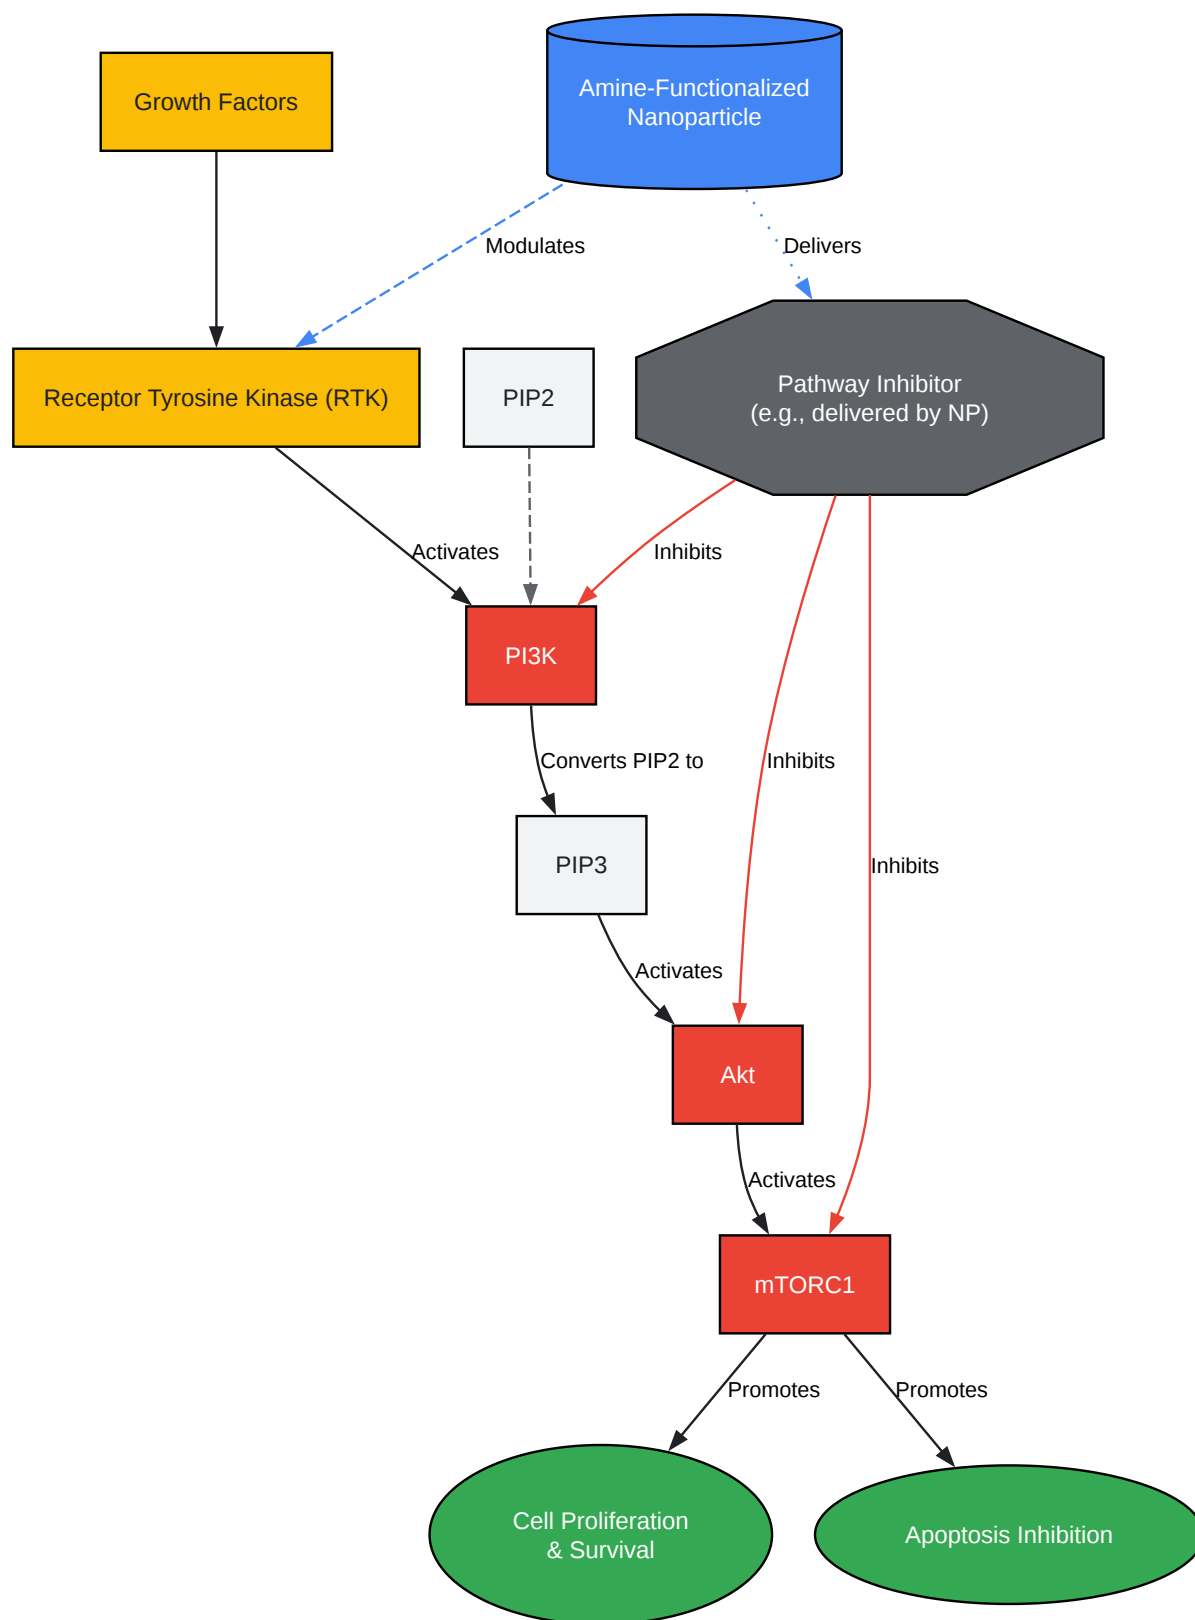 Growth Factors
Amine-Functionalized
Nanoparticle
Modulates
Delivers
Receptor Tyrosine Kinase (RTK)
PIP2
Pathway Inhibitor
(e.g., delivered by NP)
Activates
Inhibits
PI3K
Converts PIP2 to
Inhibits
PIP3
Inhibits
Activates
Akt
Activates
mTORC1
Promotes
Promotes
Cell Proliferation
& Survival
Apoptosis Inhibition